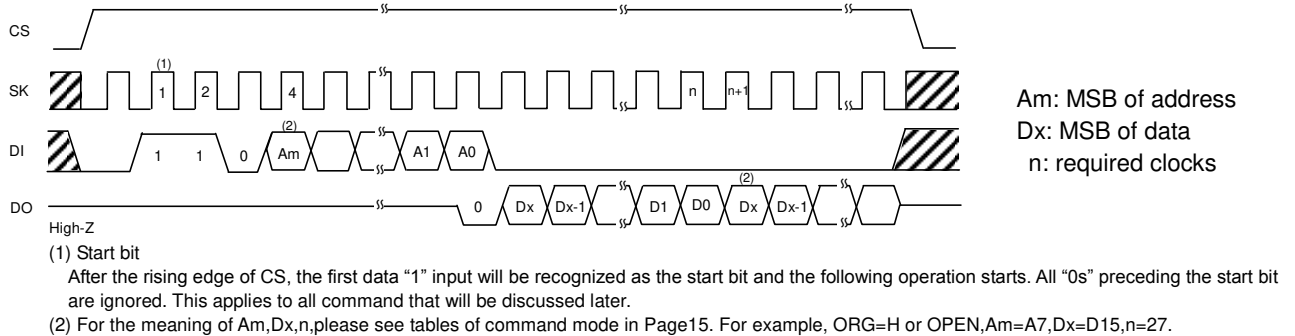 CS
(1)
SK 1 2 4 n n+1
Am: MSB of address
Dx: MSB of data
n: required clocks
(2)
DI 1 1 0 Am A1 A0
(2)
DO 0 Dx Dx-1 D1 D0 Dx Dx-1
High-Z
(1) Start bit
After the rising edge of CS, the first data “1” input will be recognized as the start bit and the following operation starts. All “0s” preceding the start bit
are ignored. This applies to all command that will be discussed later.
(2) For the meaning of Am,Dx,n,please see tables of command mode in Page15. For example, ORG=H or OPEN,Am=A7,Dx=D15,n=27.